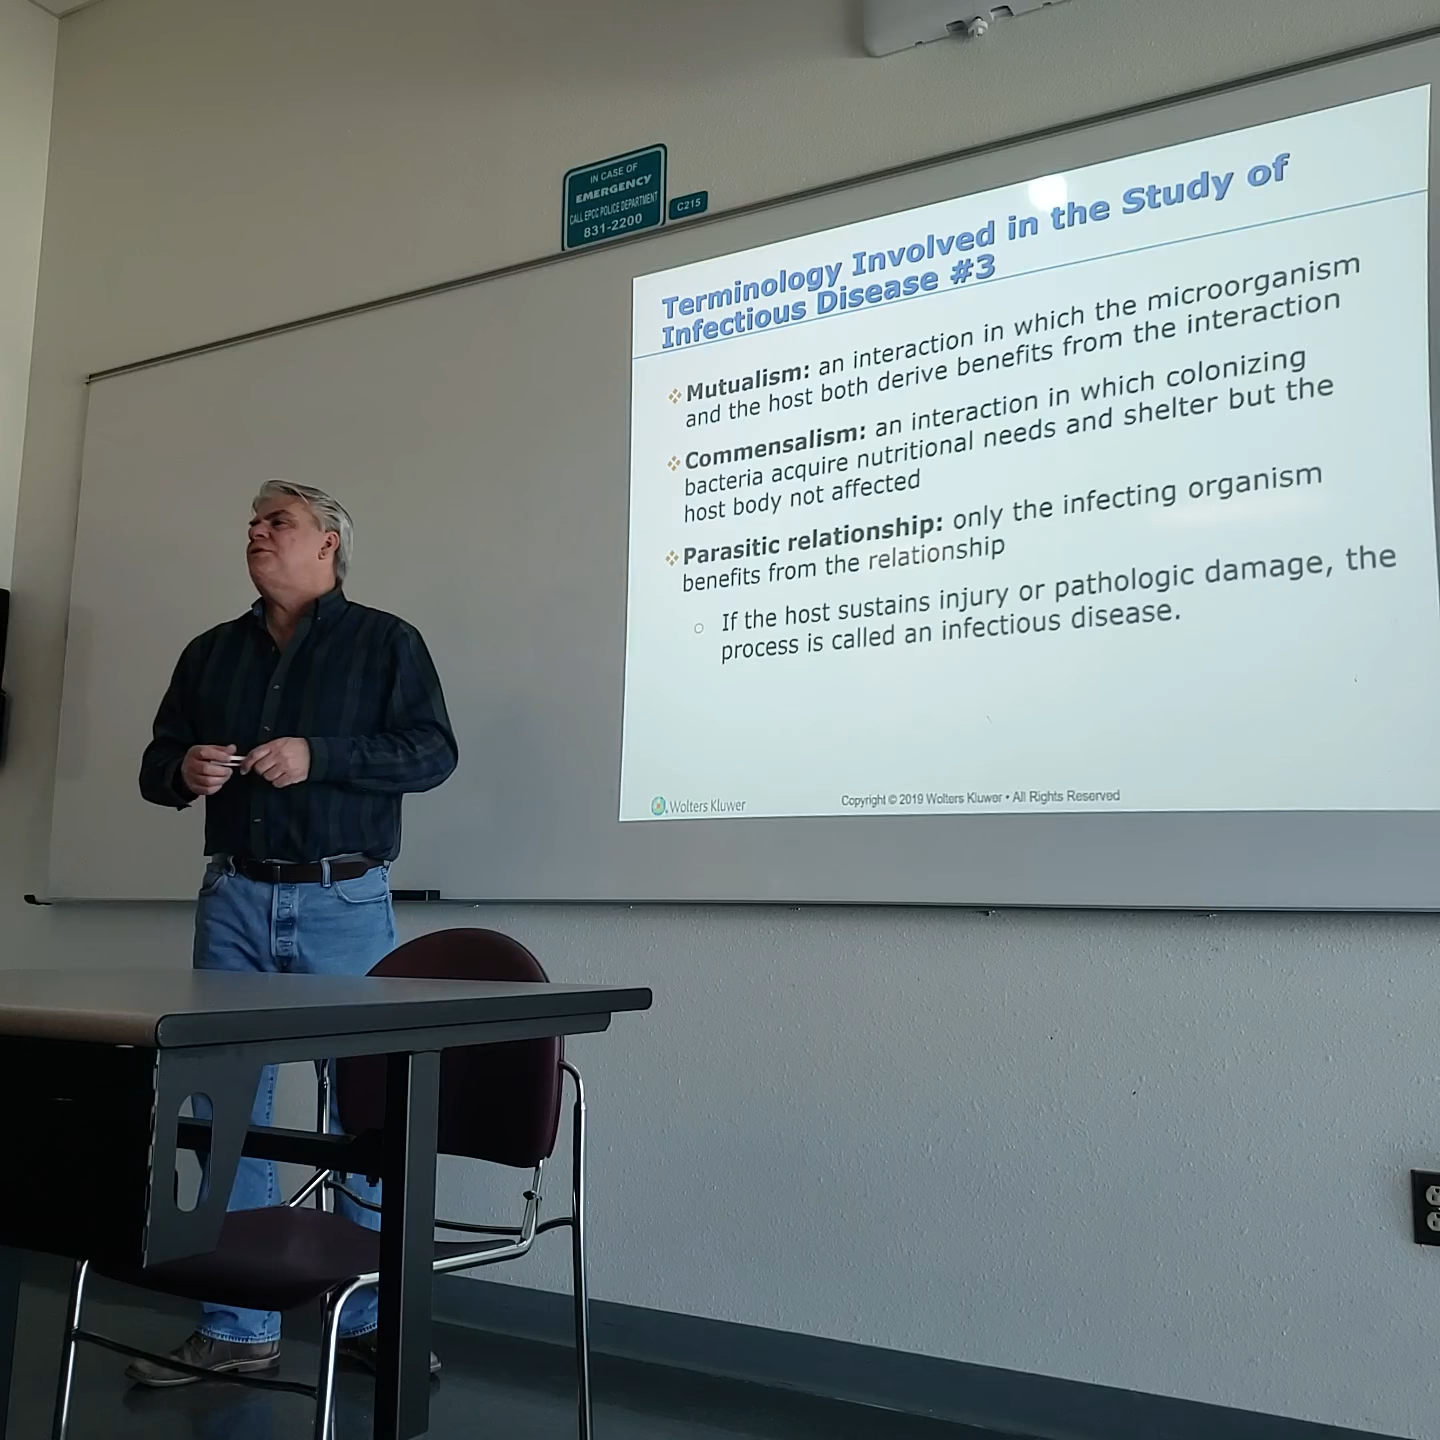 IN CASE OF
EMERGENCY
CALL EPCC POLICE DEPARTMENT
831-2200
C215
Terminology Involved in the Study of
Infectious Disease #3
Mutualism: an interaction in which the microorganism
and the host both derive benefits from the interaction
Commensalism: an interaction in which colonizing
bacteria acquire nutritional needs and shelter but the
host body not affected
Parasitic relationship: only the infecting organism
benefits from the relationship
If the host sustains injury or pathologic damage, the
process is called an infectious disease.
Wolters Kluwer
Copyright © 2019 Wolters Kluwer • All Rights Reserved